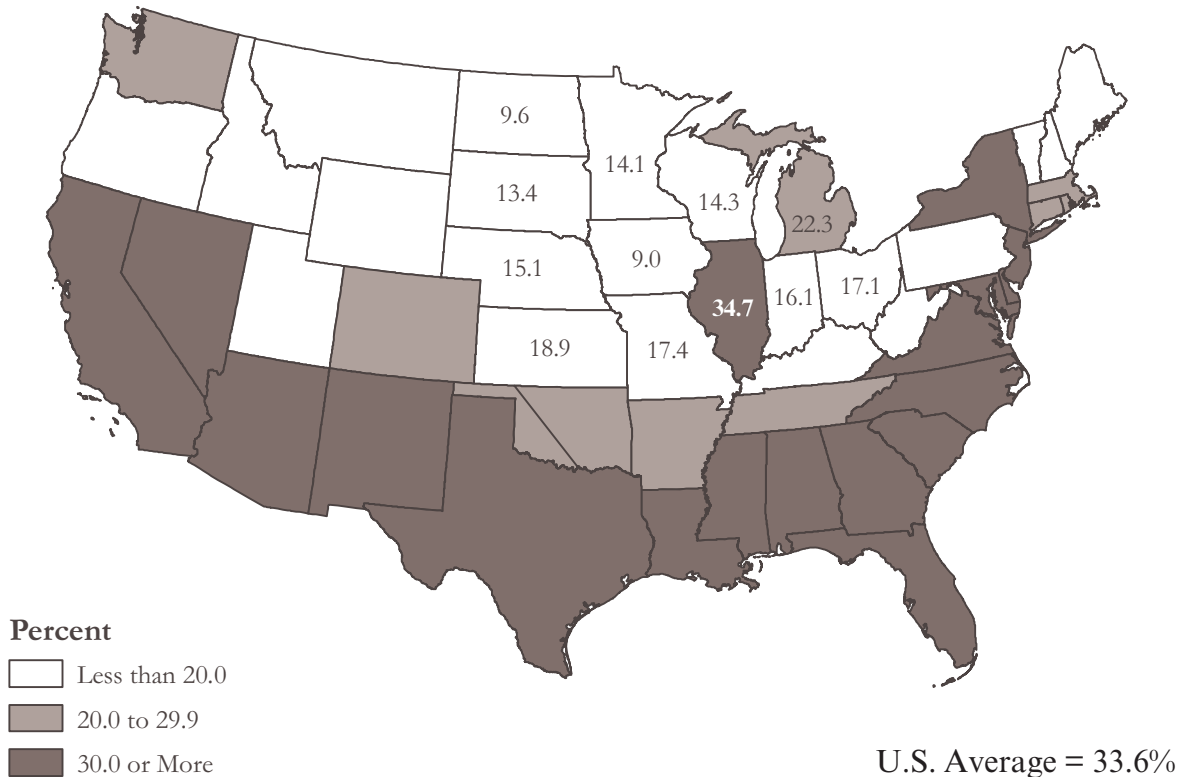 9.6
14.1
13.4
14.3
22.3
15.1
9.0
34.7
16.1
17.1
18.9
17.4
Percent
Less than 20.0
20.0 to 29.9
30.0 or More
U.S. Average = 33.6%